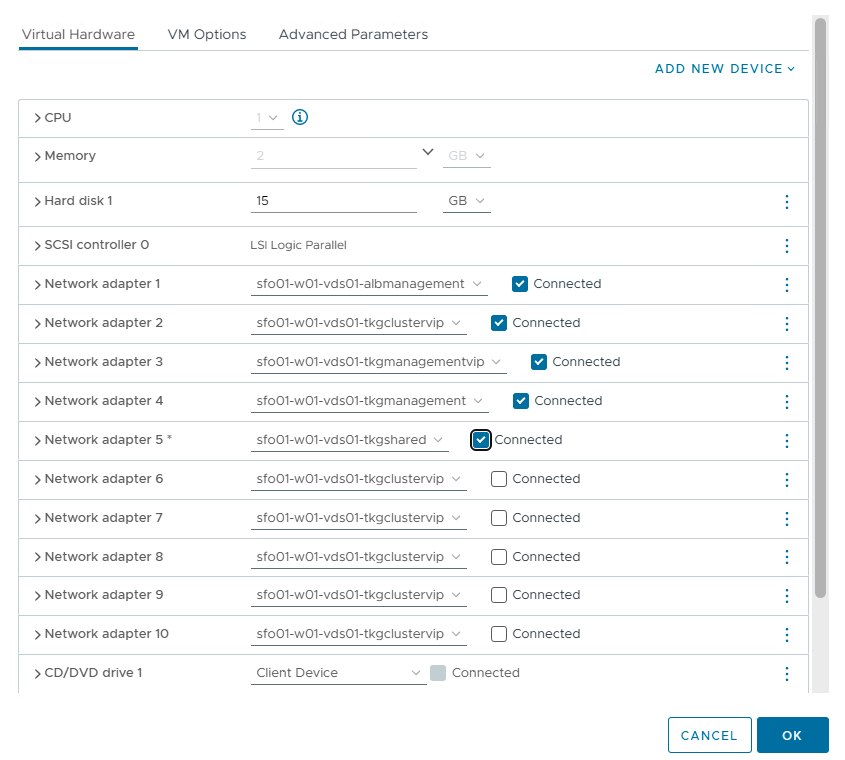 Virtual Hardware VM Options Advanced Parameters
ADD NEW DEVICE
CPU 1
Memory 2 GB
Hard disk 1 15 GB
SCSI controller 0 LSI Logic Parallel
Network adapter 1 sfo01-w01-vds01-albmanagement Connected
Network adapter 2 sfo01-w01-vds01-tkgclustervip Connected
Network adapter 3 sfo01-w01-vds01-tkgmanagementvip Connected
Network adapter 4 sfo01-w01-vds01-tkgmanagement Connected
Network adapter 5 * sfo01-w01-vds01-tkgshared Connected
Network adapter 6 sfo01-w01-vds01-tkgclustervip Connected
Network adapter 7 sfo01-w01-vds01-tkgclustervip Connected
Network adapter 8 sfo01-w01-vds01-tkgclustervip Connected
Network adapter 9 sfo01-w01-vds01-tkgclustervip Connected
Network adapter 10 sfo01-w01-vds01-tkgclustervip Connected
CD/DVD drive 1 Client Device Connected
CANCEL OK